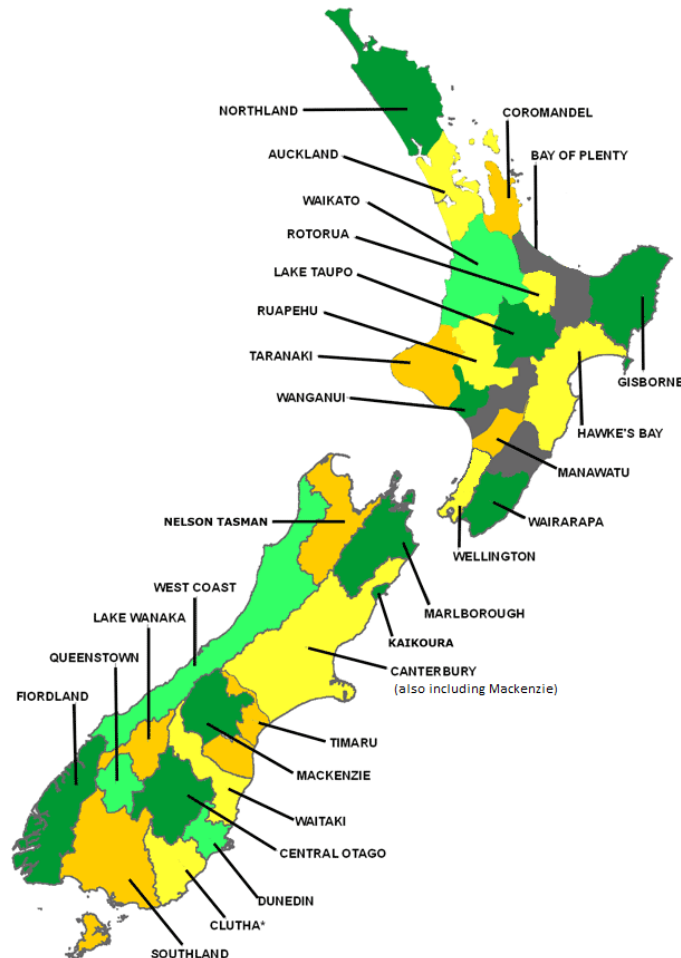 NORTHLAND
COROMANDEL
AUCKLAND
BAY OF PLENTY
WAIKATO
ROTORUA
LAKE TAUPO
RUAPEHU
TARANAKI
GISBORNE
WANGANUI
HAWKE'S BAY
MANAWATU
NELSON TASMAN
WAIRARAPA
WELLINGTON
WEST COAST
MARLBOROUGH
LAKE WANAKA
KAIKOURA
QUEENSTOWN
CANTERBURY
(also including Mackenzie)
FIORDLAND
TIMARU
MACKENZIE
WAITAKI
CENTRAL OTAGO
DUNEDIN
CLUTHA*
SOUTHLAND